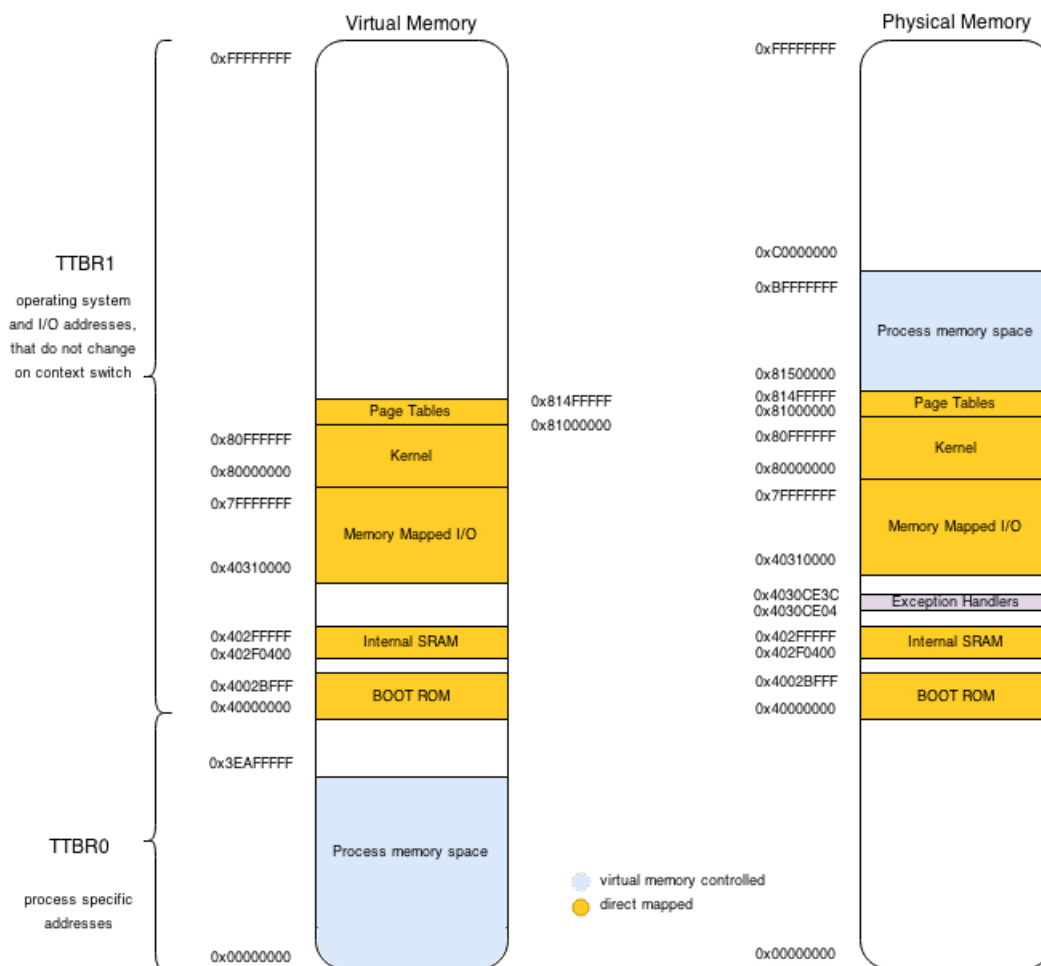 Virtual Memory
Physical Memory
0xFFFFFFFF
0xFFFFFFFF
TTBR1
operating system
and I/O addresses,
that do not change
on context switch
0xC0000000
0xBFFFFFFF
Process memory space
0x81500000
Page Tables
0x814FFFFF
0x81000000
0x814FFFFF
0x81000000
Page Tables
0x80FFFFFF
Kernel
0x80000000
0x80FFFFFF
Kernel
0x80000000
0x7FFFFFFF
Memory Mapped I/O
0x40310000
0x7FFFFFFF
Memory Mapped I/O
0x40310000
0x4030CE3C
Exception Handlers
0x4030CE04
0x402FFFFF
Internal SRAM
0x402F0400
0x402FFFFF
Internal SRAM
0x402F0400
0x4002BFFF
BOOT ROM
0x40000000
0x4002BFFF
BOOT ROM
0x40000000
0x3EAFFFFF
TTBR0
process specific
addresses
Process memory space
virtual memory controlled
direct mapped
0x00000000
0x00000000